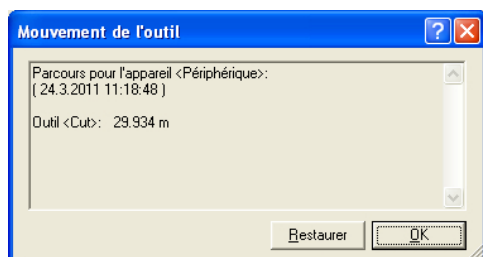 Mouvement de l'outil
Parcours pour l'appareil <Périphérique>:
( 24.3.2011 11:18:48 )
Outil <Cut>: 29.934 m
Restaurer
OK